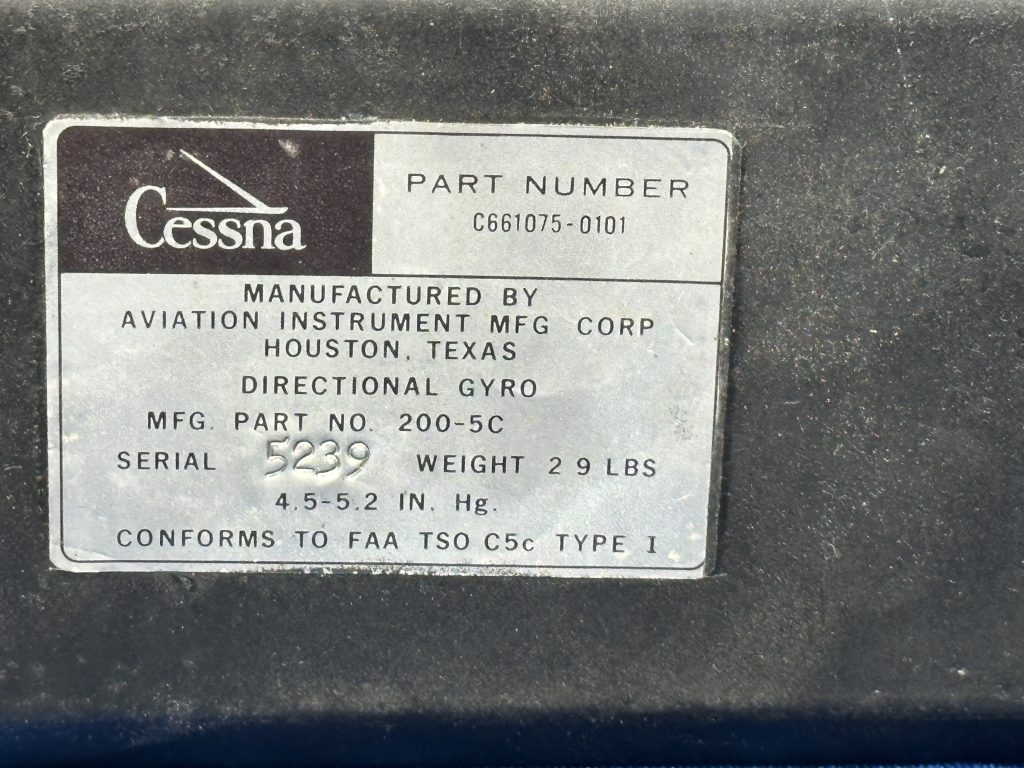 Cessna
PART NUMBER
C661075-0101
MANUFACTURED BY
AVIATION INSTRUMENT MFG CORP
HOUSTON, TEXAS
DIRECTIONAL GYRO
MFG. PART NO. 200-5C
SERIAL 5239 WEIGHT 2 9 LBS
4.5-5.2 IN. Hg.
CONFORMS TO FAA TSO C5c TYPE I